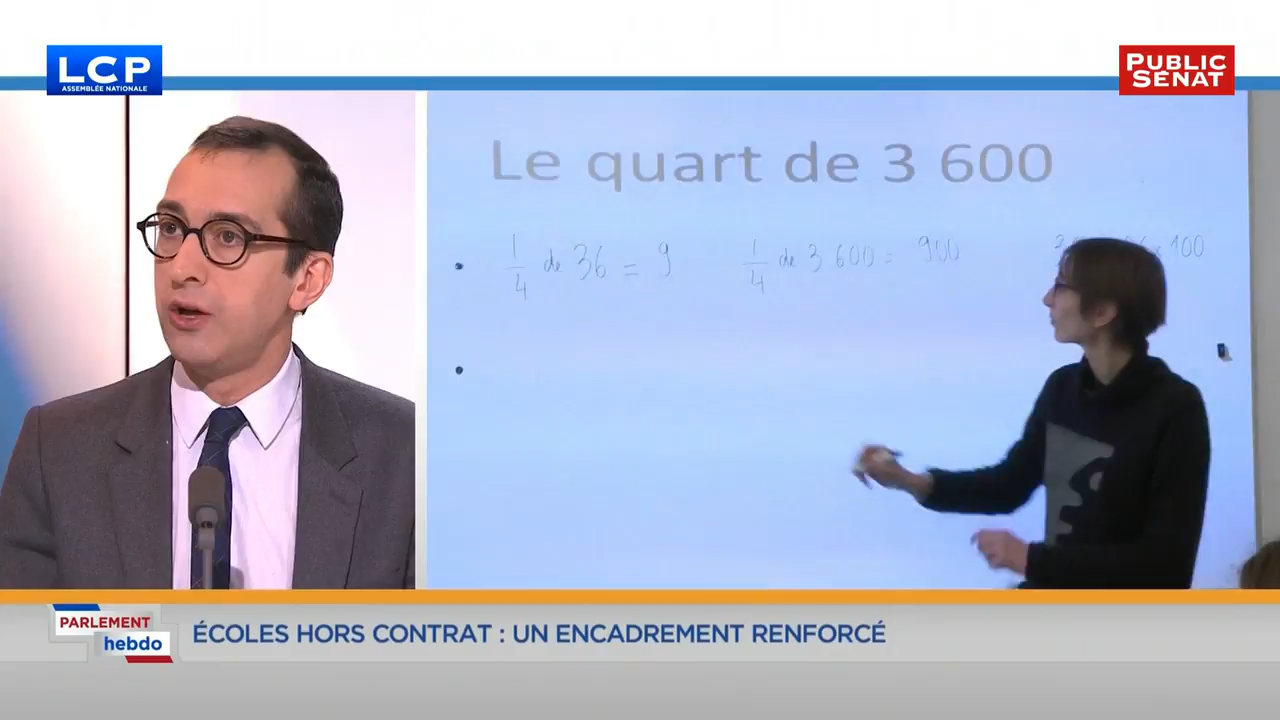 LCP
ASSEMBLÉE NATIONALE
PUBLIC
SÉNAT
Le quart de 3 600
• 1/4 de 36 = 9 1/4 de 3 600 = 900 100
•
PARLEMENT
hebdo
ÉCOLES HORS CONTRAT : UN ENCADREMENT RENFORCÉ